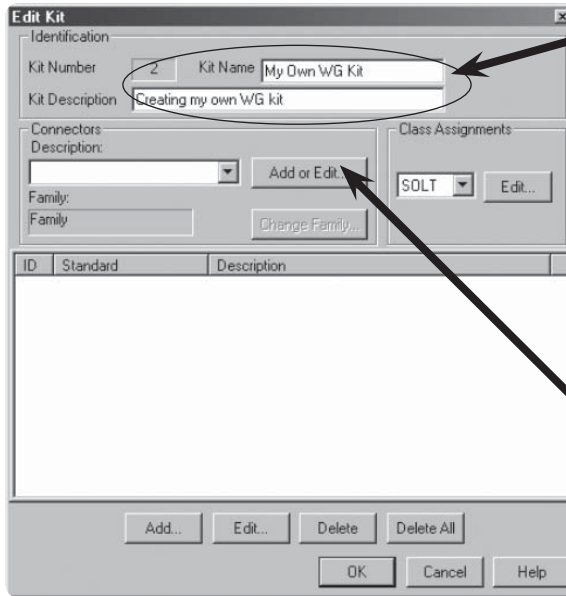 Edit Kit
Identification
Kit Number 2 Kit Name My Own WG Kit
Kit Description Creating my own WG kit
Connectors
Description:
Add or Edit...
Family:
Family
Change Family...
Class Assignments
SOLT Edit...
ID Standard Description
Add... Edit... Delete Delete All
OK Cancel Help